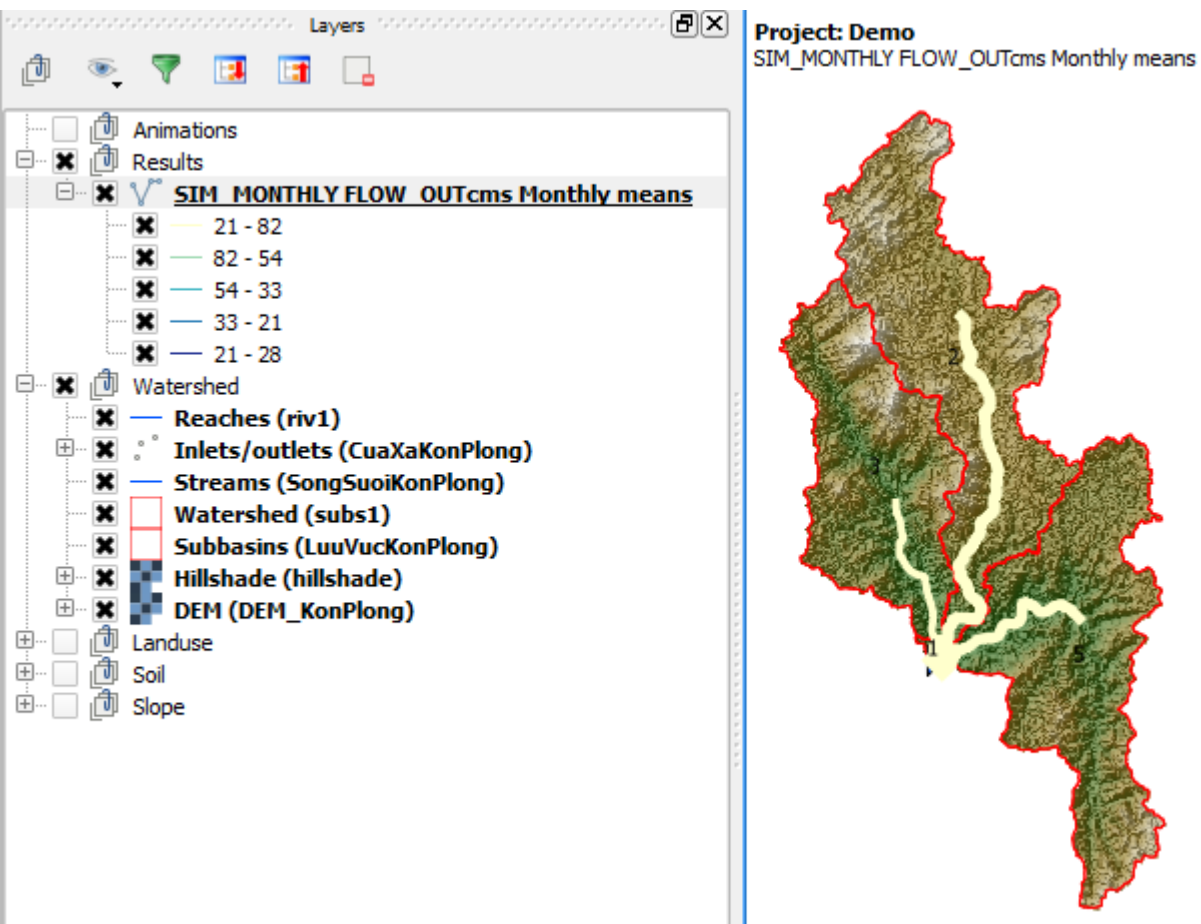 Layers
Animations
Results
SIM_MONTHLY FLOW_OUTcms Monthly means
21 - 82
82 - 54
54 - 33
33 - 21
21 - 28
Watershed
Reaches (riv1)
Inlets/outlets (CuaXaKonPlong)
Streams (SongSuoiKonPlong)
Watershed (subs1)
Subbasins (LuuVucKonPlong)
Hillshade (hillshade)
DEM (DEM_KonPlong)
Landuse
Soil
Slope
Project: Demo
SIM_MONTHLY FLOW_OUTcms Monthly means
2
1
5